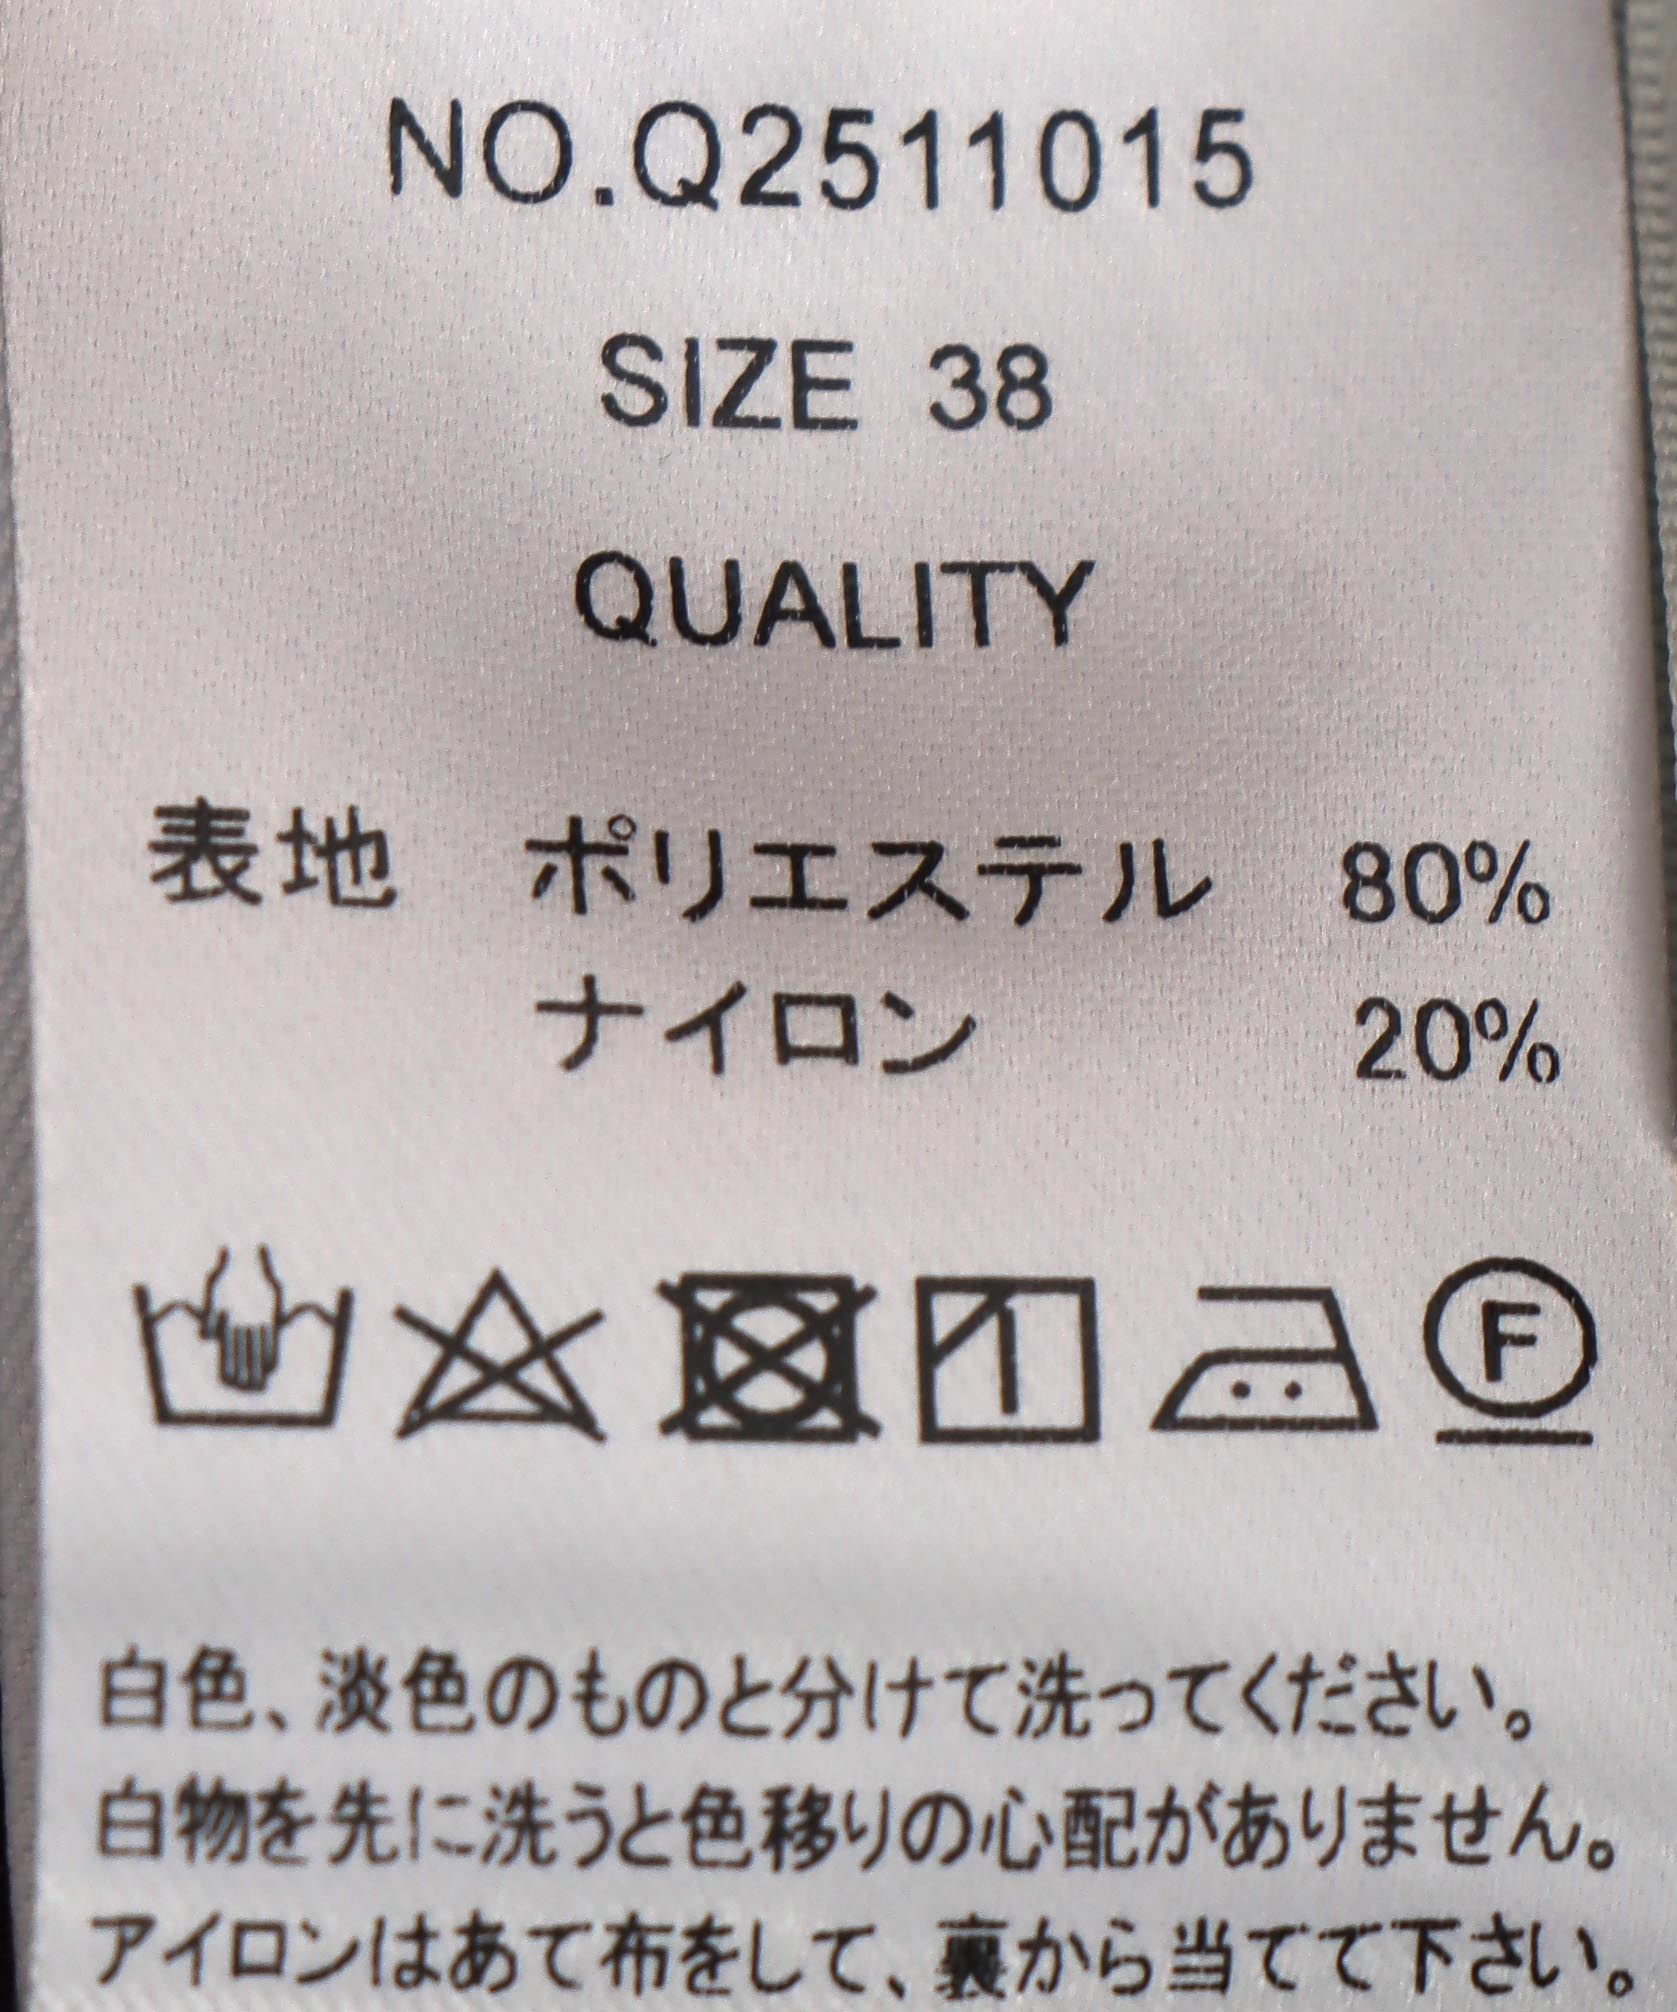 NO.Q2511015
SIZE 38
QUALITY
表地 ポリエステル 80%
ナイロン 20%
F
白色、淡色のものと分けて洗ってください。
白物を先に洗うと色移りの心配がありません。
アイロンはあて布をして、裏から当てて下さい。